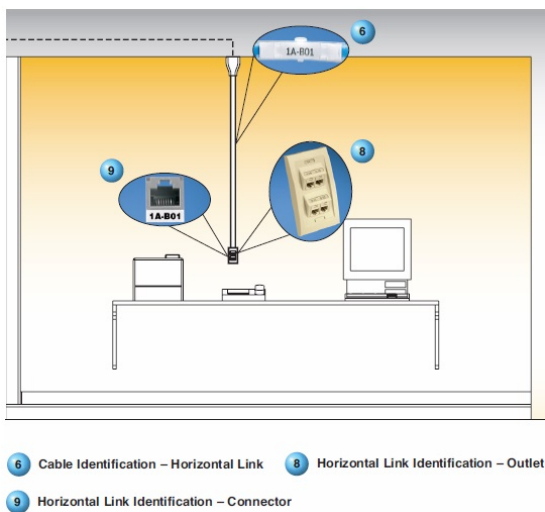 6
1A-B01
8
9
1A-B01
6 Cable Identification – Horizontal Link
8 Horizontal Link Identification – Outlet
9 Horizontal Link Identification – Connector